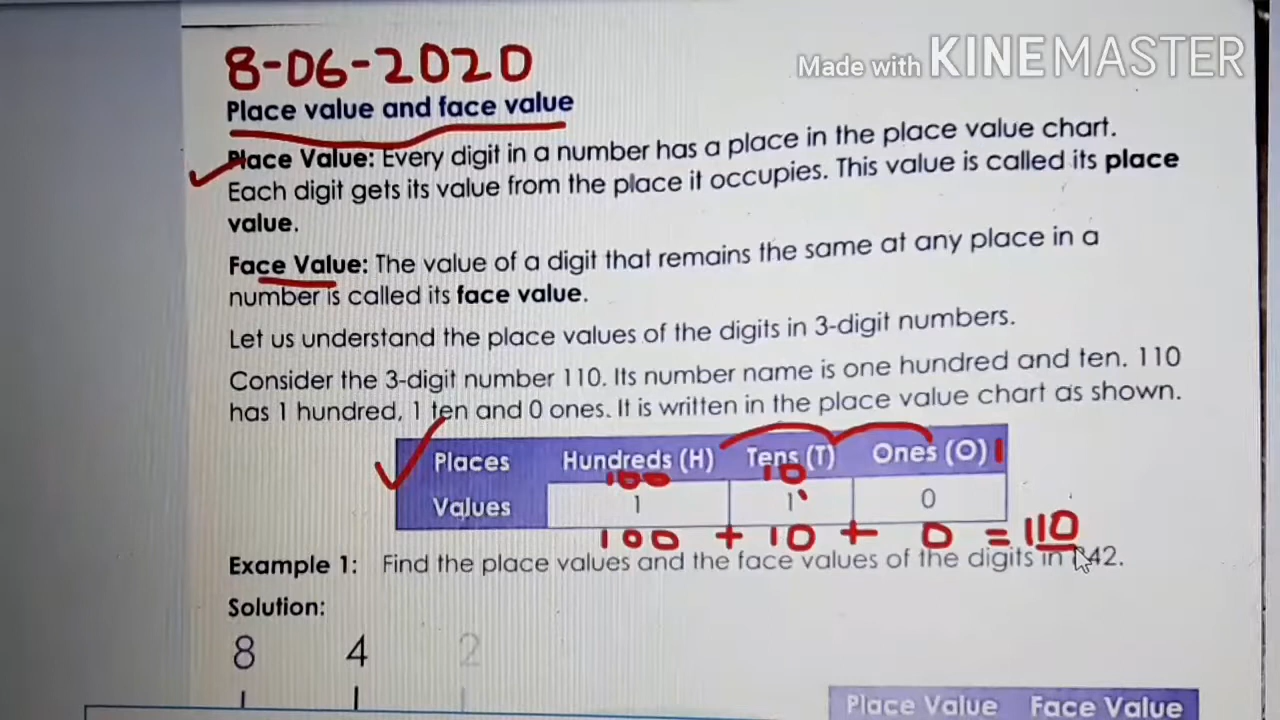 Made with KINEMASTER
8-06-2020
Place value and face value
Place Value: Every digit in a number has a place in the place value chart.
Each digit gets its value from the place it occupies. This value is called its place
value.
Face Value: The value of a digit that remains the same at any place in a
number is called its face value.
Let us understand the place values of the digits in 3-digit numbers.
Consider the 3-digit number 110. Its number name is one hundred and ten. 110
has 1 hundred, 1 ten and 0 ones. It is written in the place value chart as shown.
Places Hundreds (H) Tens (T) Ones (O) 1
100 10
Values 1 1 0
100 + 10 + 0 = 110
Example 1: Find the place values and the face values of the digits in 842.
Solution:
8 4 2
Place Value Face Value